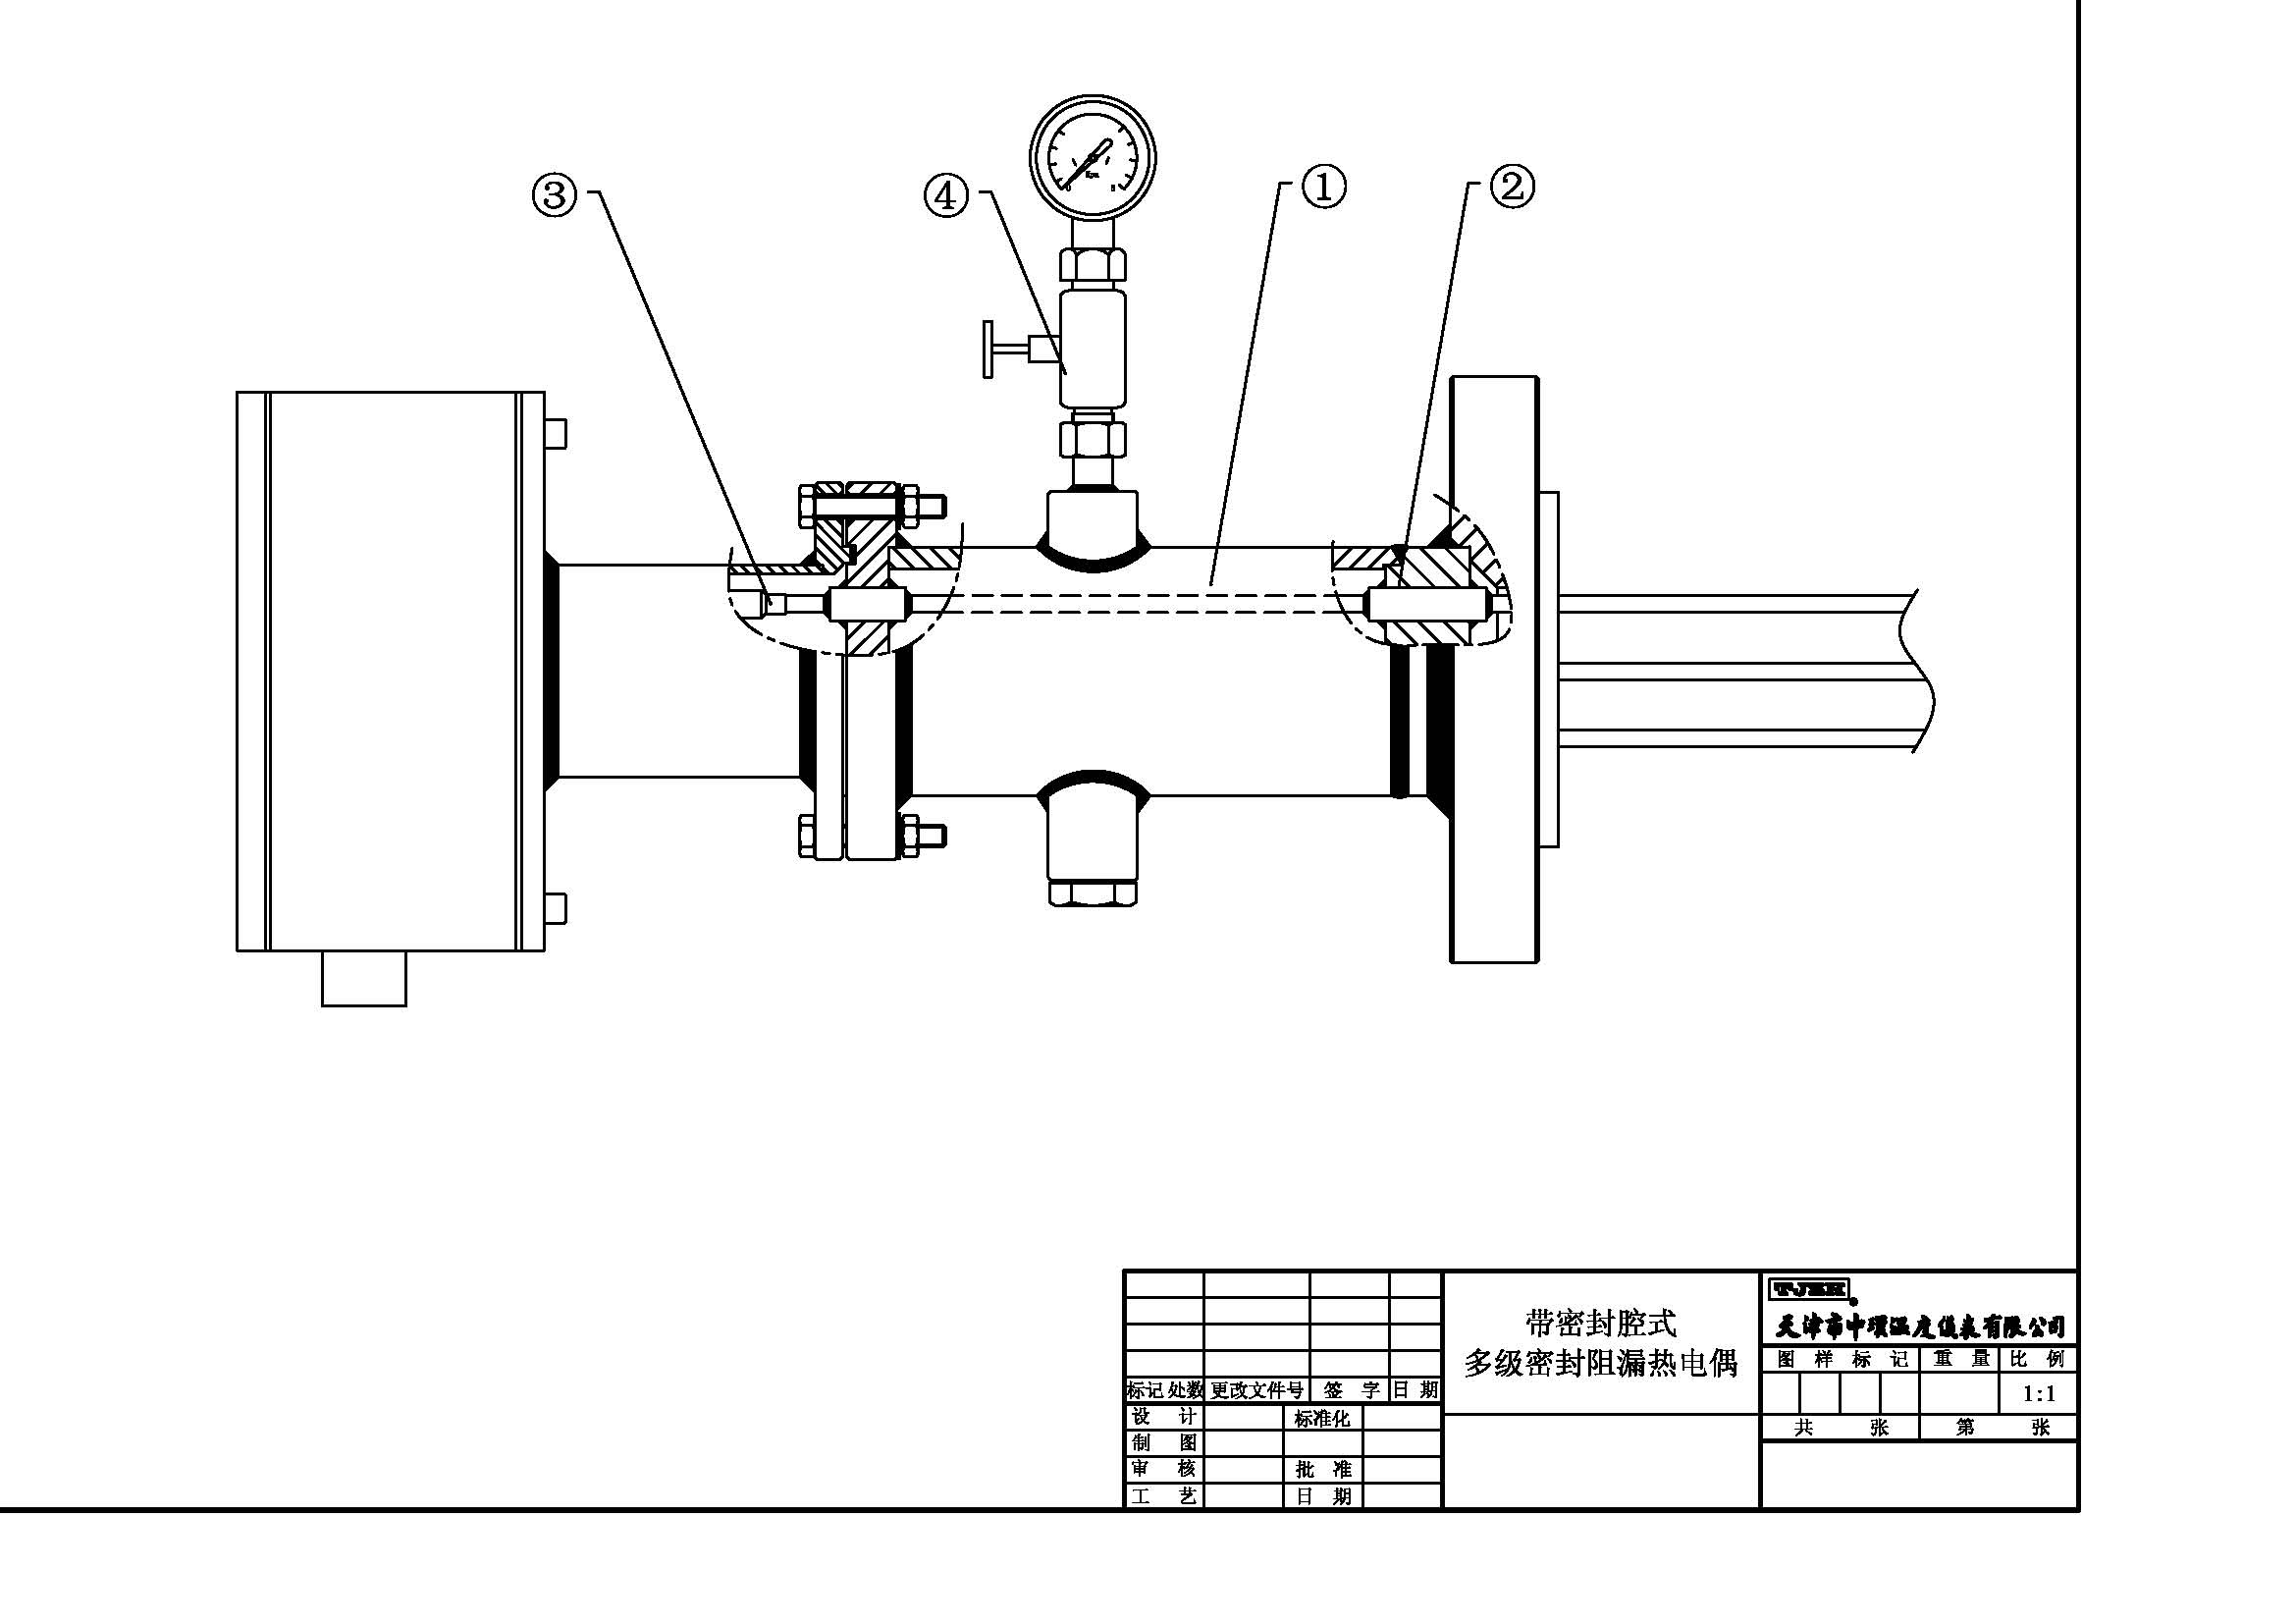 ③
④
①
②
0
带密封腔式
多级密封阻漏热电偶
天津市中环温度仪表有限公司
图 样 标 记 重 量 比 例
1:1
共 张 第 张
标记 处数 更改文件号 签 字 日 期
设 计 标准化
制 图
审 核 批 准
工 艺 日 期